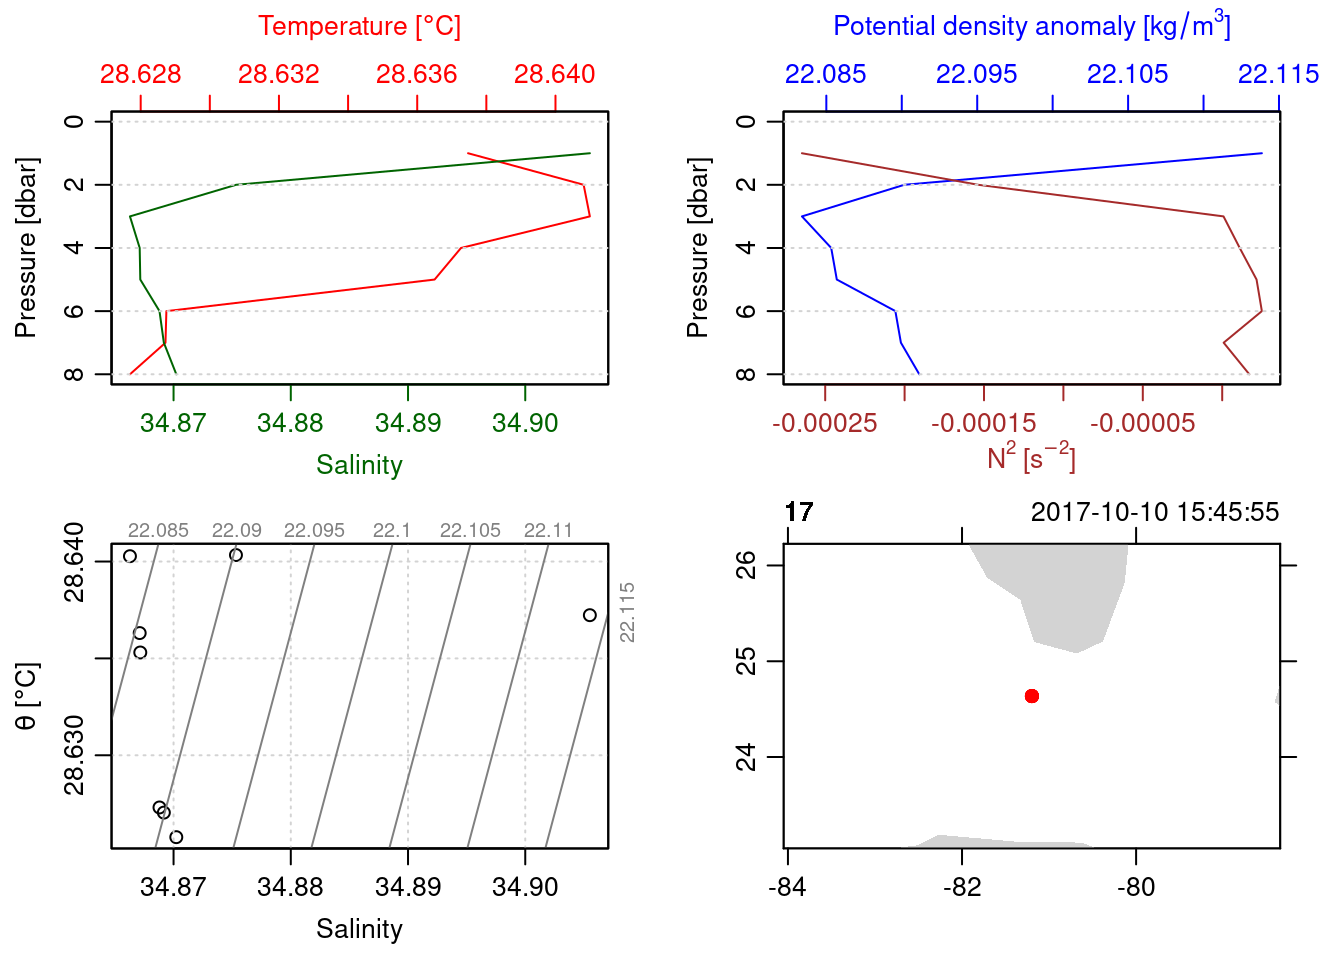 Temperature [°C]
28.628 28.632 28.636 28.640
Pressure [dbar]
0
2
4
6
8
34.87 34.88 34.89 34.90
Salinity
Potential density anomaly [kg/m³]
22.085 22.095 22.105 22.115
Pressure [dbar]
0
2
4
6
8
-0.00025 -0.00015 -0.00005
N² [s⁻²]
22.085 22.09 22.095 22.1 22.105 22.11
22.115
θ [°C]
28.640
28.630
34.87 34.88 34.89 34.90
Salinity
17 2017-10-10 15:45:55
26
25
24
-84 -82 -80